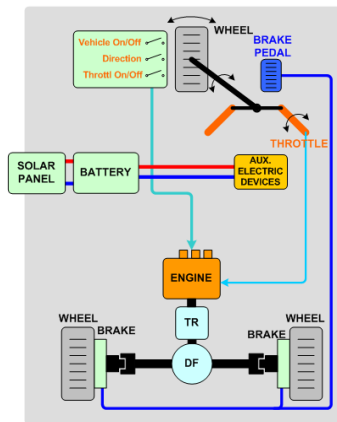 Vehicle On/Off
Direction
Throttl On/Off
WHEEL
BRAKE
PEDAL
THROTTLE
SOLAR
PANEL
BATTERY
AUX.
ELECTRIC
DEVICES
ENGINE
TR
WHEEL
BRAKE
DF
BRAKE
WHEEL